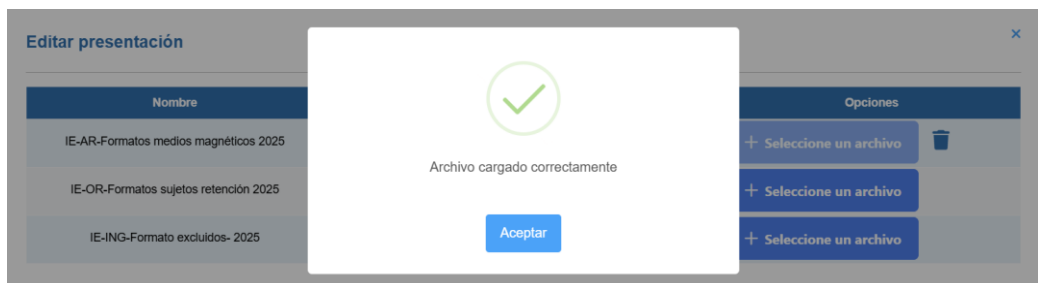 Editar presentación
×
Nombre
Opciones
IE-AR-Formatos medios magnéticos 2025
+ Seleccione un archivo
Archivo cargado correctamente
IE-OR-Formatos sujetos retención 2025
+ Seleccione un archivo
Aceptar
IE-ING-Formato excluidos- 2025
+ Seleccione un archivo